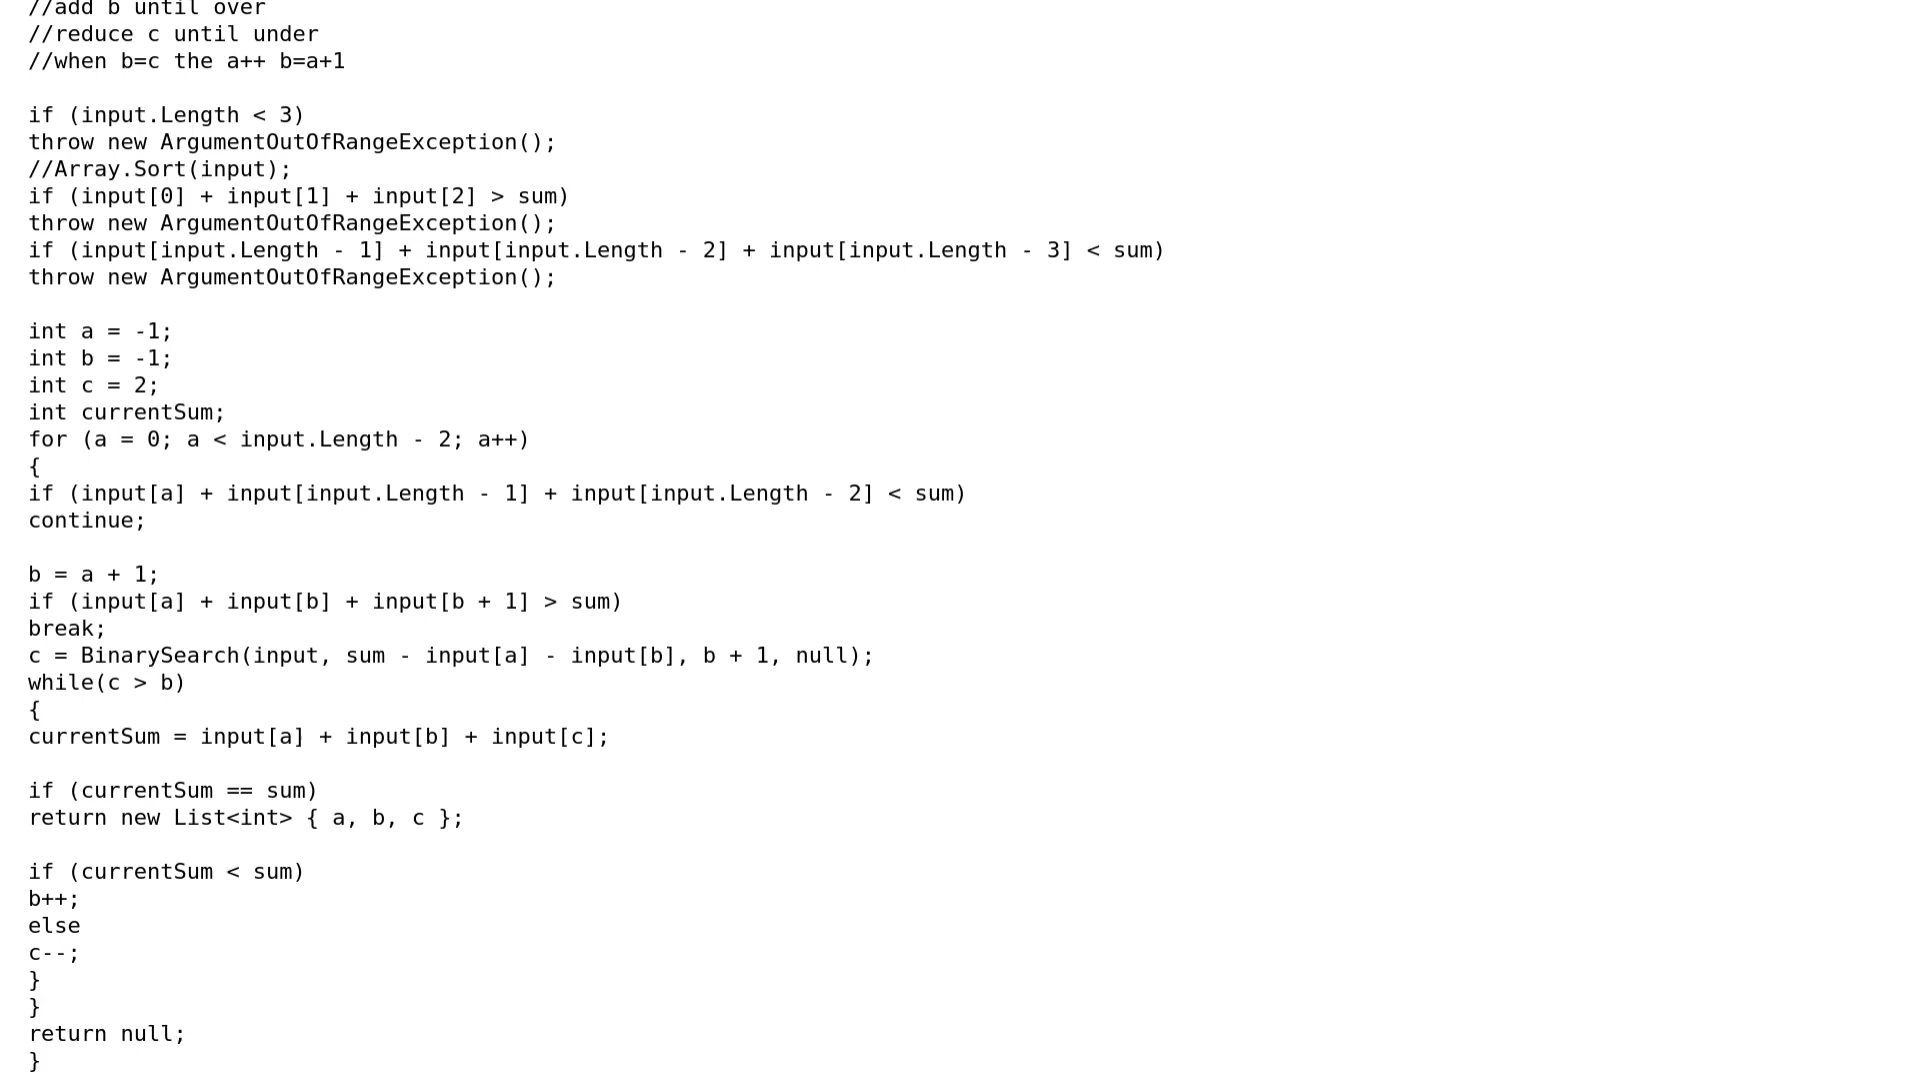 //add b until over
//reduce c until under
//when b=c the a++ b=a+1
if (input.Length < 3)
throw new ArgumentOutOfRangeException();
//Array.Sort(input);
if (input[0] + input[1] + input[2] > sum)
throw new ArgumentOutOfRangeException();
if (input[input.Length - 1] + input[input.Length - 2] + input[input.Length - 3] < sum)
throw new ArgumentOutOfRangeException();
int a = -1;
int b = -1;
int c = 2;
int currentSum;
for (a = 0; a < input.Length - 2; a++)
{
if (input[a] + input[input.Length - 1] + input[input.Length - 2] < sum)
continue;
b = a + 1;
if (input[a] + input[b] + input[b + 1] > sum)
break;
c = BinarySearch(input, sum - input[a] - input[b], b + 1, null);
while(c > b)
{
currentSum = input[a] + input[b] + input[c];
if (currentSum == sum)
return new List<int> { a, b, c };
if (currentSum < sum)
b++;
else
c--;
}
}
return null;
}